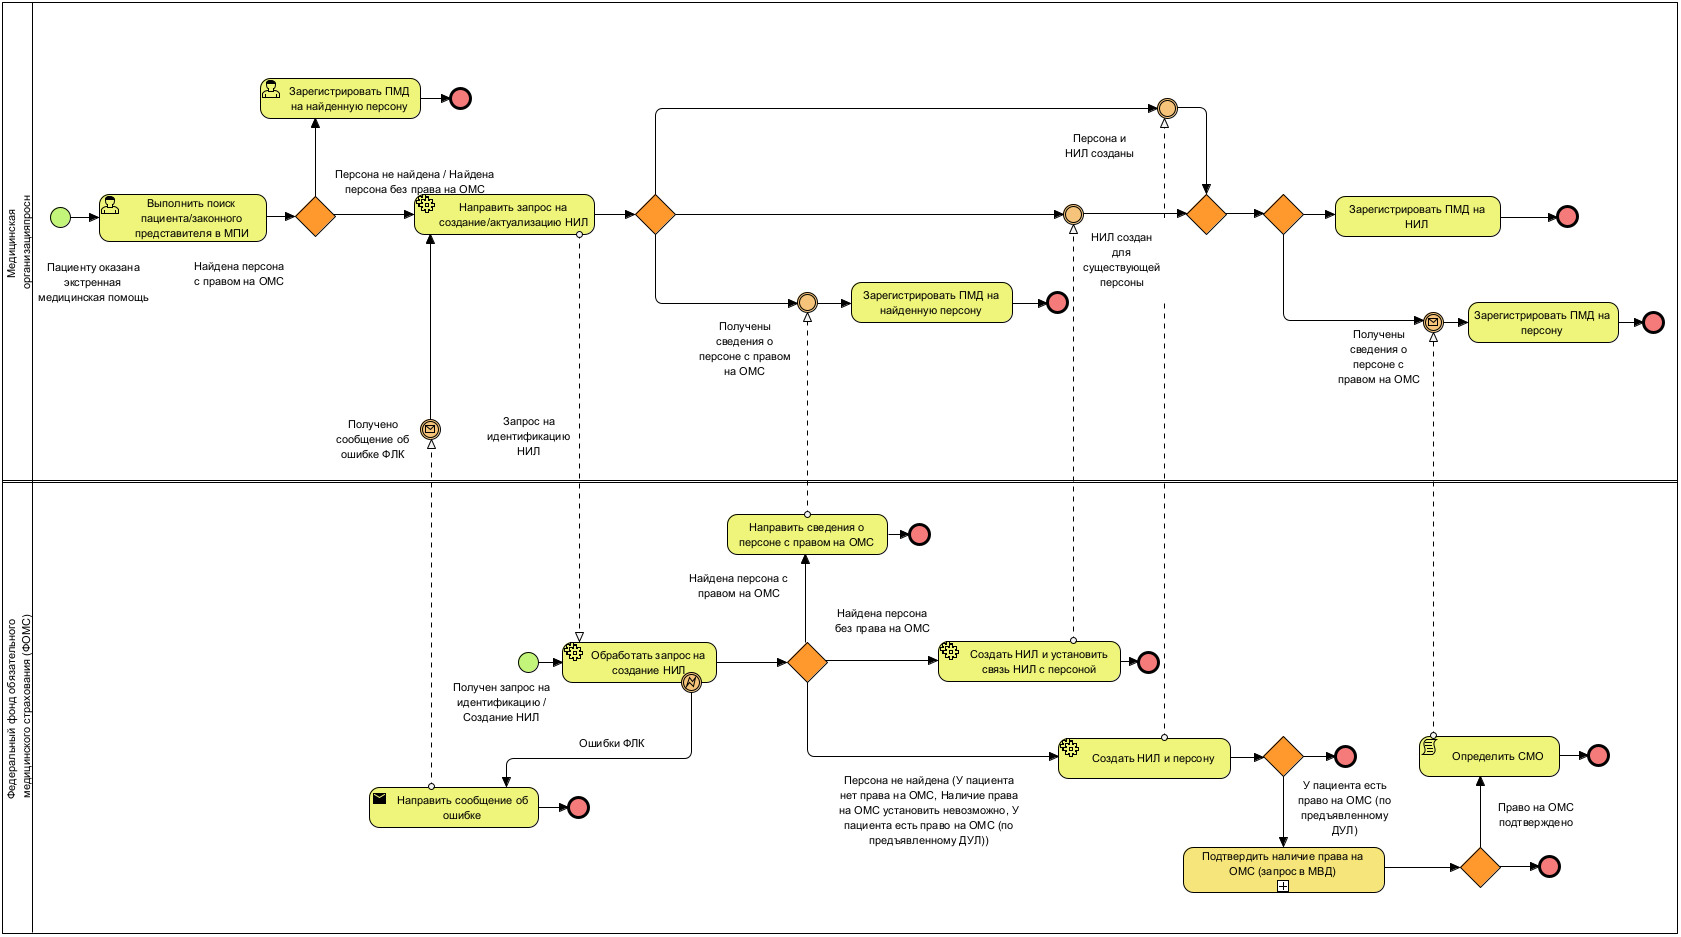 Медицинская
организацияпросн
Зарегистрировать ПМД
на найденную персону
Персона не найдена / Найдена
персона без права на ОМС
Выполнить поиск
пациента/законного
представителя в МПИ
Направить запрос на
создание/актуализацию НИЛ
Пациенту оказана
экстренная
медицинская помощь
Найдена персона
с правом на ОМС
Персона и
НИЛ созданы
НИЛ создан
для
существующей
персоны
Зарегистрировать ПМД на
НИЛ
Зарегистрировать ПМД на
найденную персону
Получены
сведения о
персоне с правом
на ОМС
Зарегистрировать ПМД на
персону
Получены
сведения о
персоне с
правом на ОМС
Получено
сообщение об
ошибке ФЛК
Запрос на
идентификацию
НИЛ
Федеральный фонд обязательного
медицинского страхования (ФОМС)
Направить сведения о
персоне с правом на ОМС
Найдена персона с
правом на ОМС
Найдена персона
без права на ОМС
Обработать запрос на
создание НИЛ
Получен запрос на
идентификацию /
Создание НИЛ
Создать НИЛ и установить
связь НИЛ с персоной
Ошибки ФЛК
Направить сообщение об
ошибке
Персона не найдена (У пациента
нет права на ОМС, Наличие права
на ОМС установить невозможно, У
пациента есть право на ОМС (по
предъявленному ДУЛ))
Создать НИЛ и персону
У пациента есть
право на ОМС (по
предъявленному
ДУЛ)
Определить СМО
Право на ОМС
подтверждено
Подтвердить наличие права на
ОМС (запрос в МВД)